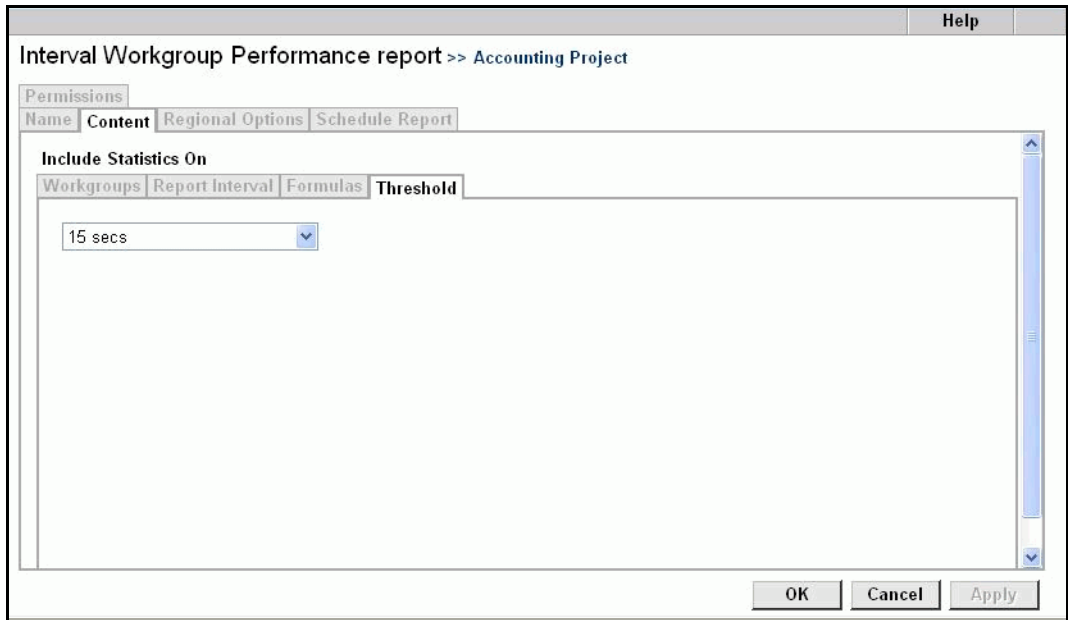 Help
Interval Workgroup Performance report >> Accounting Project
Permissions
Name Content Regional Options Schedule Report
Include Statistics On
Workgroups Report Interval Formulas Threshold
15 secs
OK Cancel Apply